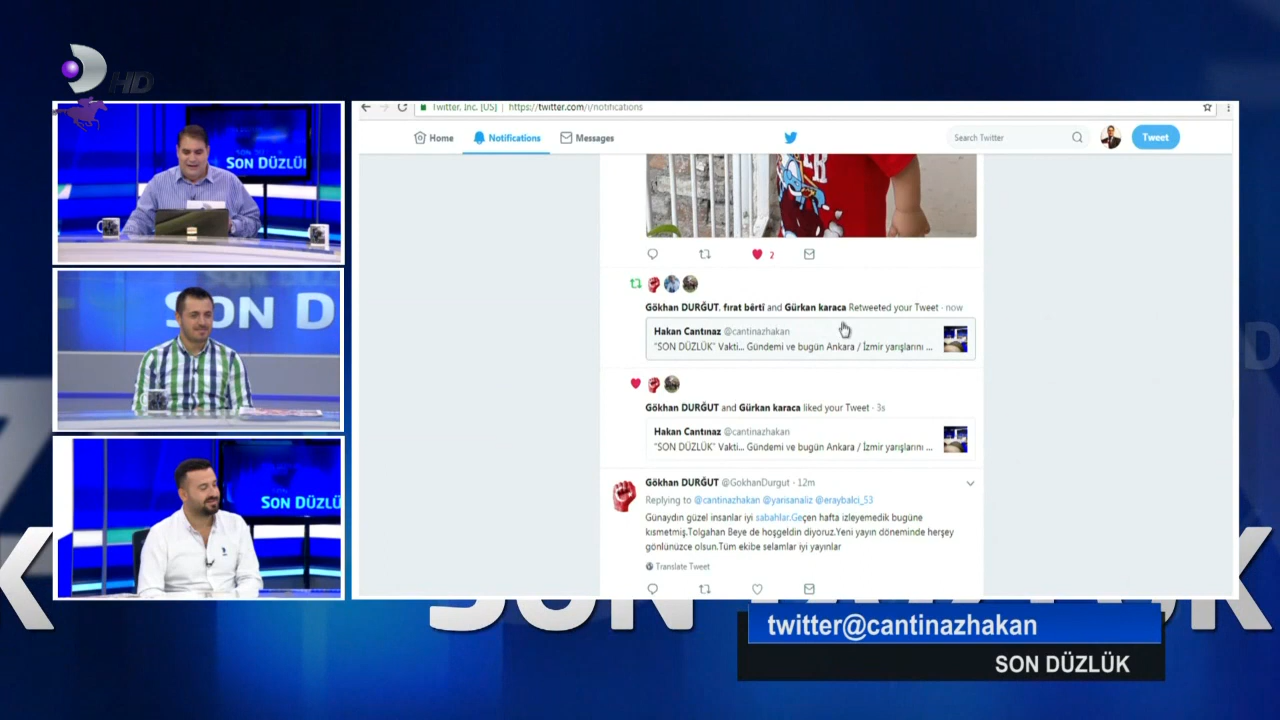 HD
SON DÜZLÜK
SON D
SON DÜZLÜ
Twitter, Inc. [US] | https://twitter.com/i/notifications
Home Notifications Messages Search Twitter Tweet
2
Gökhan DURĞUT, fırat bêrtî and Gürkan karaca Retweeted your Tweet · now
Hakan Cantınaz @cantinazhakan
"SON DÜZLÜK" Vakti... Gündemi ve bugün Ankara / İzmir yarışlarını ...
Gökhan DURĞUT and Gürkan karaca liked your Tweet · 3s
Hakan Cantınaz @cantinazhakan
"SON DÜZLÜK" Vakti... Gündemi ve bugün Ankara / İzmir yarışlarını ...
Gökhan DURĞUT @GokhanDurgut · 12m
Replying to @cantinazhakan @yarisanaliz @eraybalci_53
Günaydın güzel insanlar iyi sabahlar.Geçen hafta izleyemedik bugüne
kısmetmiş.Tolgahan Beye de hoşgeldin diyoruz.Yeni yayın döneminde herşey
gönlünüzce olsun.Tüm ekibe selamlar iyi yayınlar
Translate Tweet
twitter@cantinazhakan
SON DÜZLÜK